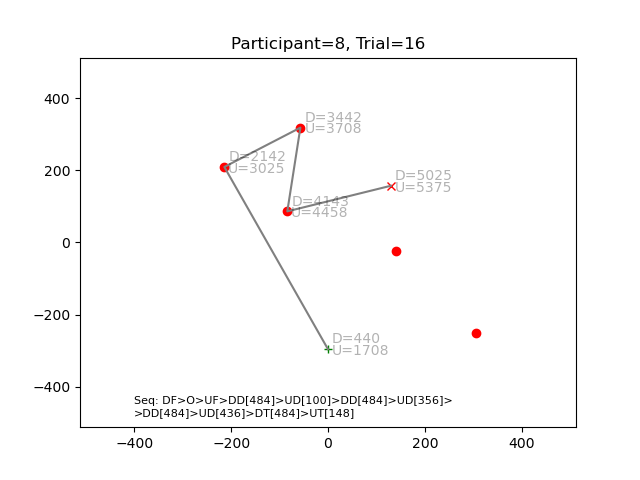 Participant=8, Trial=16
400
200
0
−200
−400
D=3442
U=3708
D=2142
U=3025
D=5025
U=5375
D=4143
U=4458
D=440
U=1708
Seq: DF>O>UF>DD[484]>UD[100]>DD[484]>UD[356]>
>DD[484]>UD[436]>DT[484]>UT[148]
−400
−200
0
200
400